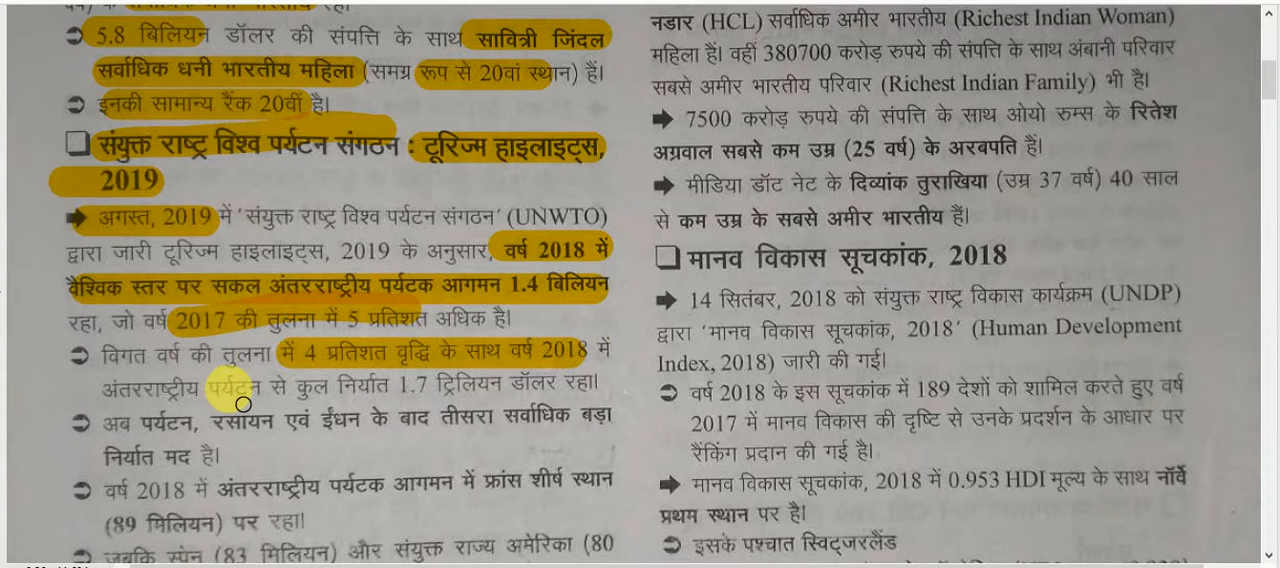 5.8 बिलियन डॉलर की संपत्ति के साथ सावित्री जिंदल
सर्वाधिक धनी भारतीय महिला (समग्र रूप से 20वां स्थान) हैं।
इनकी सामान्य रैंक 20वीं है।
संयुक्त राष्ट्र विश्व पर्यटन संगठन : टूरिज्म हाइलाइट्स,
2019
अगस्त, 2019 में 'संयुक्त राष्ट्र विश्व पर्यटन संगठन' (UNWTO)
द्वारा जारी टूरिज्म हाइलाइट्स, 2019 के अनुसार, वर्ष 2018 में
वैश्विक स्तर पर सकल अंतरराष्ट्रीय पर्यटक आगमन 1.4 बिलियन
रहा, जो वर्ष 2017 की तुलना में 5 प्रतिशत अधिक है।
विगत वर्ष की तुलना में 4 प्रतिशत वृद्धि के साथ वर्ष 2018 में
अंतरराष्ट्रीय पर्यटन से कुल निर्यात 1.7 ट्रिलियन डॉलर रहा।
अब पर्यटन, रसायन एवं ईंधन के बाद तीसरा सर्वाधिक बड़ा
निर्यात मद है।
वर्ष 2018 में अंतरराष्ट्रीय पर्यटक आगमन में फ्रांस शीर्ष स्थान
(89 मिलियन) पर रहा।
जबकि स्पेन (83 मिलियन) और संयुक्त राज्य अमेरिका (80
नडार (HCL) सर्वाधिक अमीर भारतीय (Richest Indian Woman)
महिला हैं। वहीं 380700 करोड़ रुपये की संपत्ति के साथ अंबानी परिवार
सबसे अमीर भारतीय परिवार (Richest Indian Family) भी है।
7500 करोड़ रुपये की संपत्ति के साथ ओयो रुम्स के रितेश
अग्रवाल सबसे कम उम्र (25 वर्ष) के अरबपति हैं।
मीडिया डॉट नेट के दिव्यांक तुराखिया (उम्र 37 वर्ष) 40 साल
से कम उम्र के सबसे अमीर भारतीय हैं।
मानव विकास सूचकांक, 2018
14 सितंबर, 2018 को संयुक्त राष्ट्र विकास कार्यक्रम (UNDP)
द्वारा 'मानव विकास सूचकांक, 2018' (Human Development
Index, 2018) जारी की गई।
वर्ष 2018 के इस सूचकांक में 189 देशों को शामिल करते हुए वर्ष
2017 में मानव विकास की दृष्टि से उनके प्रदर्शन के आधार पर
रैंकिंग प्रदान की गई है।
मानव विकास सूचकांक, 2018 में 0.953 HDI मूल्य के साथ नॉर्वे
प्रथम स्थान पर है।
इसके पश्चात स्विट्जरलैंड